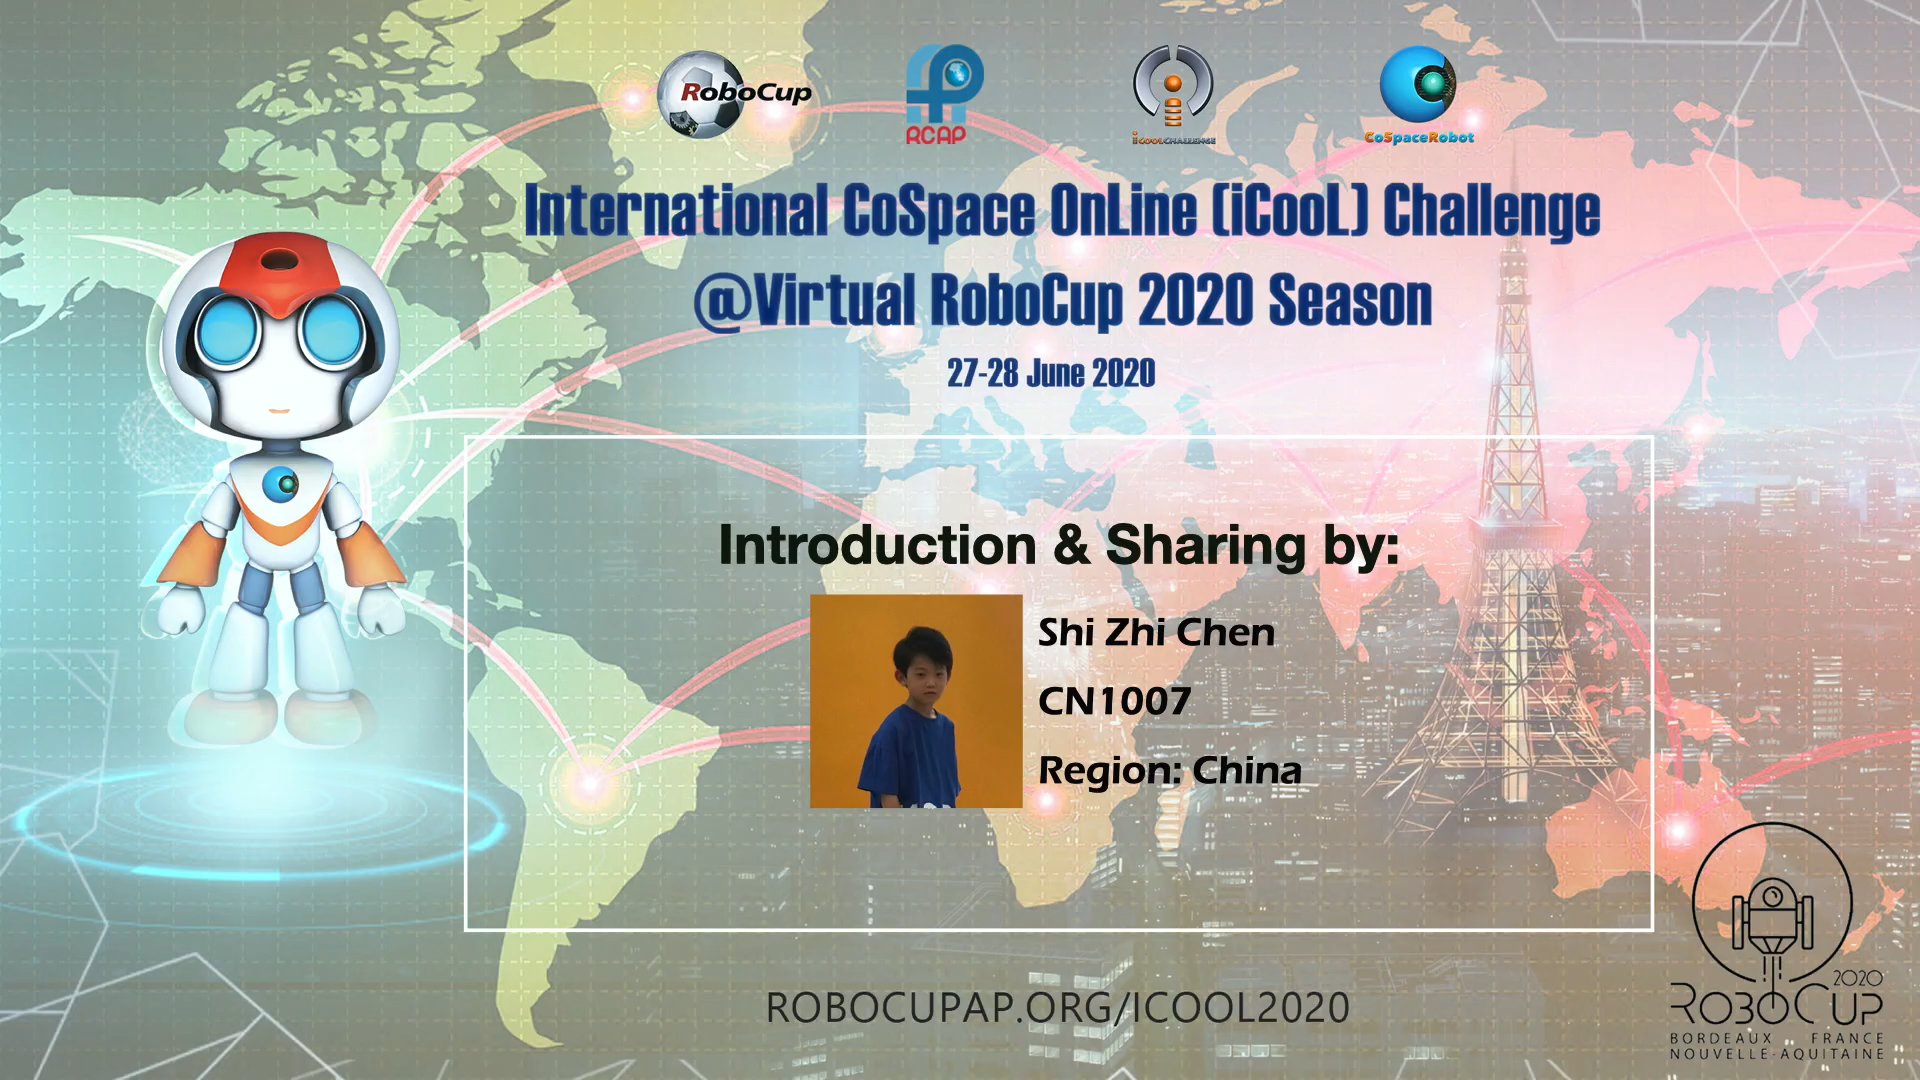 RoboCup
RCAP
iCOOLCHALLENGE
CoSpaceRobot
International CoSpace OnLine (iCooL) Challenge
@Virtual RoboCup 2020 Season
27-28 June 2020
Introduction & Sharing by:
Shi Zhi Chen
CN1007
Region: China
ROBOCUPAP.ORG/ICOOL2020
2020
ROBOCUP
BORDEAUX FRANCE
NOUVELLE-AQUITAINE